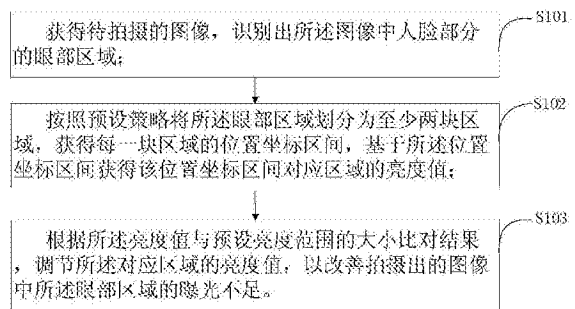 获得待拍摄的图像，识别出所述图像中人脸部分
的眼部区域；
S101
按照预设策略将所述眼部区域划分为至少两块区
域，获得每一块区域的位置坐标区间，基于所述位置
坐标区间获得该位置坐标区间对应区域的亮度值；
S102
根据所述亮度值与预设亮度范围的大小比对结果
，调节所述对应区域的亮度值，以改善拍摄出的图像
中所述眼部区域的曝光不足。
S103